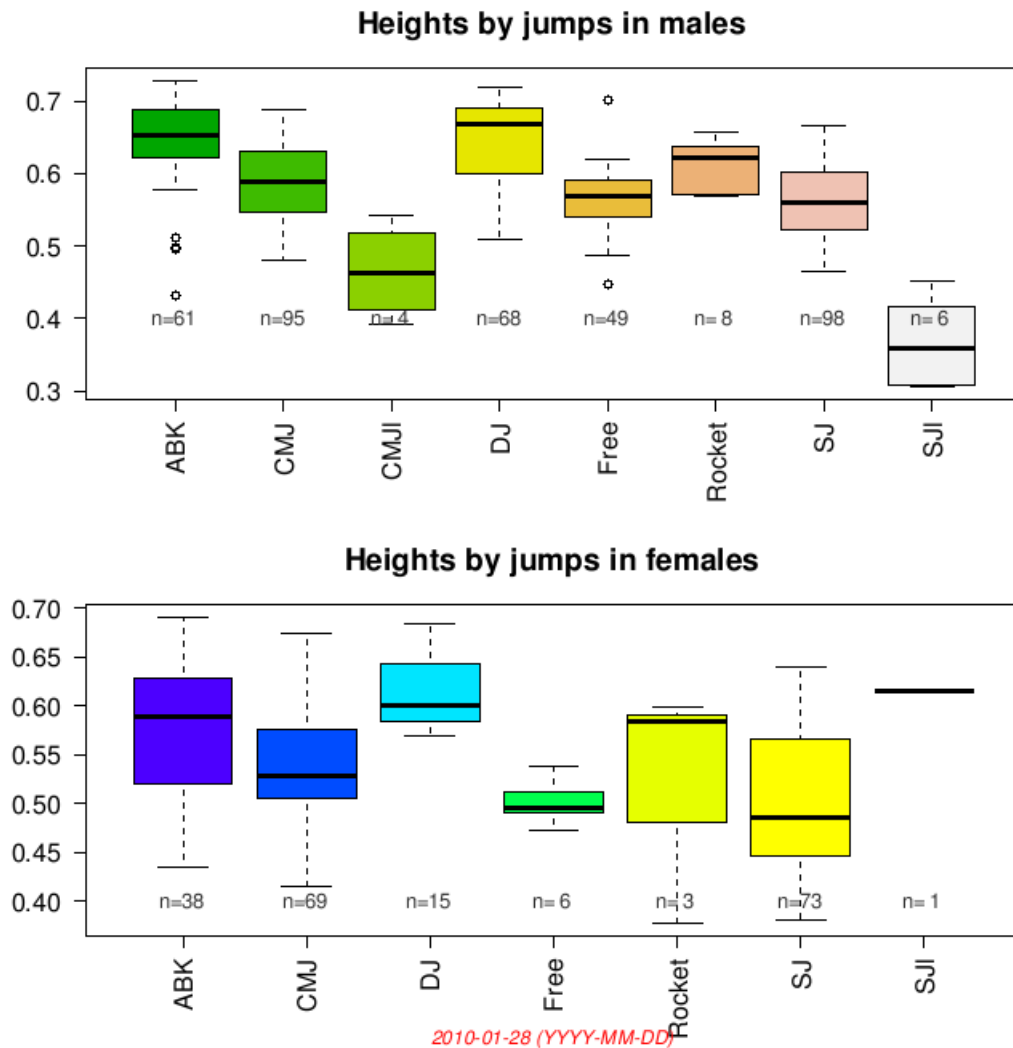 Heights by jumps in males
0.7
0.6
0.5
0.4
0.3
n=61
n=95
n= 4
n=68
n=49
n= 8
n=98
n= 6
ABK
CMJ
CMJl
DJ
Free
Rocket
SJ
SJl
Heights by jumps in females
0.70
0.65
0.60
0.55
0.50
0.45
0.40
n=38
n=69
n=15
n= 6
n= 3
n=73
n= 1
ABK
CMJ
DJ
Free
Rocket
SJ
SJl
2010-01-28 (YYYY-MM-DD)